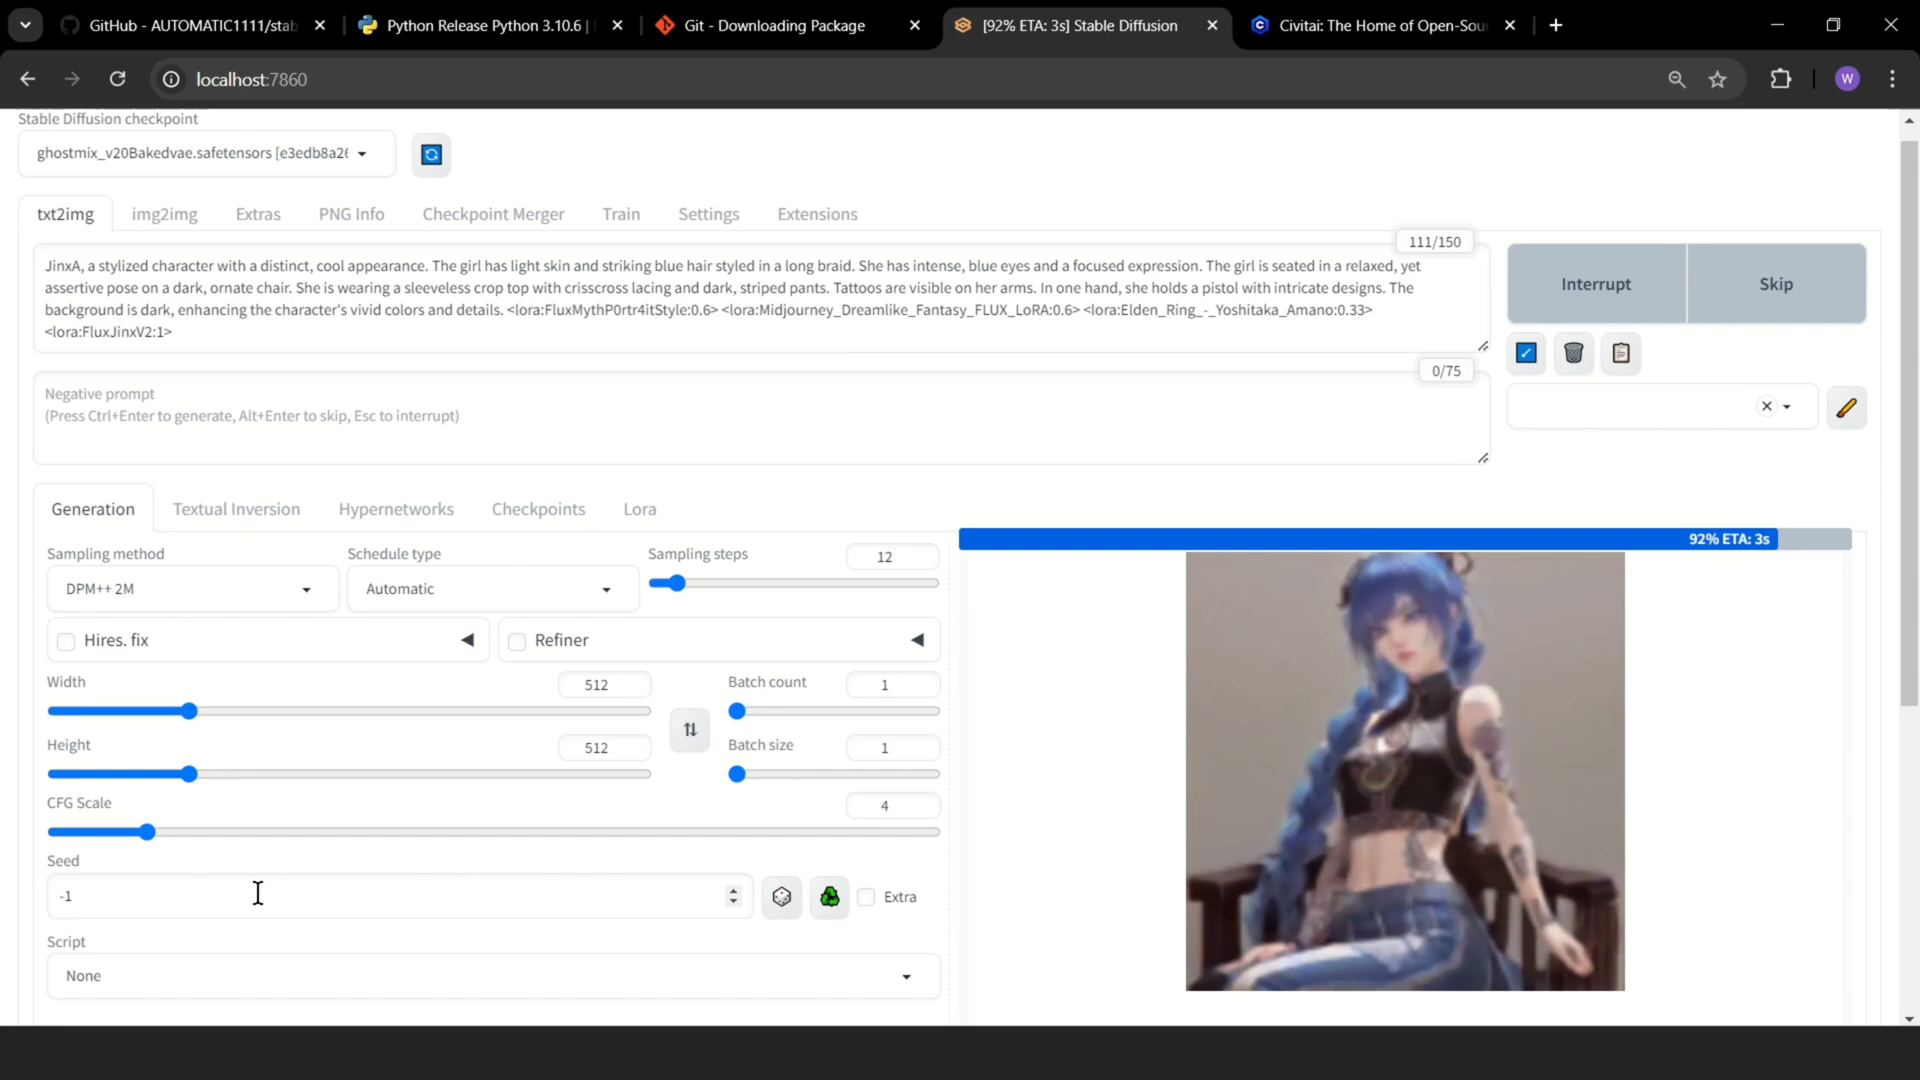 GitHub - AUTOMATIC1111/stab
Python Release Python 3.10.6 |
Git - Downloading Package
[92% ETA: 3s] Stable Diffusion
Civitai: The Home of Open-Sou
localhost:7860
W
Stable Diffusion checkpoint
ghostmix_v20Bakedvae.safetensors [e3edb8a26
txt2img
img2img
Extras
PNG Info
Checkpoint Merger
Train
Settings
Extensions
111/150
JinxA, a stylized character with a distinct, cool appearance. The girl has light skin and striking blue hair styled in a long braid. She has intense, blue eyes and a focused expression. The girl is seated in a relaxed, yet
assertive pose on a dark, ornate chair. She is wearing a sleeveless crop top with crisscross lacing and dark, striped pants. Tattoos are visible on her arms. In one hand, she holds a pistol with intricate designs. The
background is dark, enhancing the character's vivid colors and details. <lora:FluxMythP0rtr4itStyle:0.6> <lora:Midjourney_Dreamlike_Fantasy_FLUX_LoRA:0.6> <lora:Elden_Ring_-_Yoshitaka_Amano:0.33>
<lora:FluxJinxV2:1>
Interrupt
Skip
0/75
Negative prompt
(Press Ctrl+Enter to generate, Alt+Enter to skip, Esc to interrupt)
Generation
Textual Inversion
Hypernetworks
Checkpoints
Lora
92% ETA: 3s
Sampling method
Schedule type
Sampling steps
12
DPM++ 2M
Automatic
Hires. fix
Refiner
Width
512
Batch count
1
Height
512
Batch size
1
CFG Scale
4
Seed
-1
Extra
Script
None